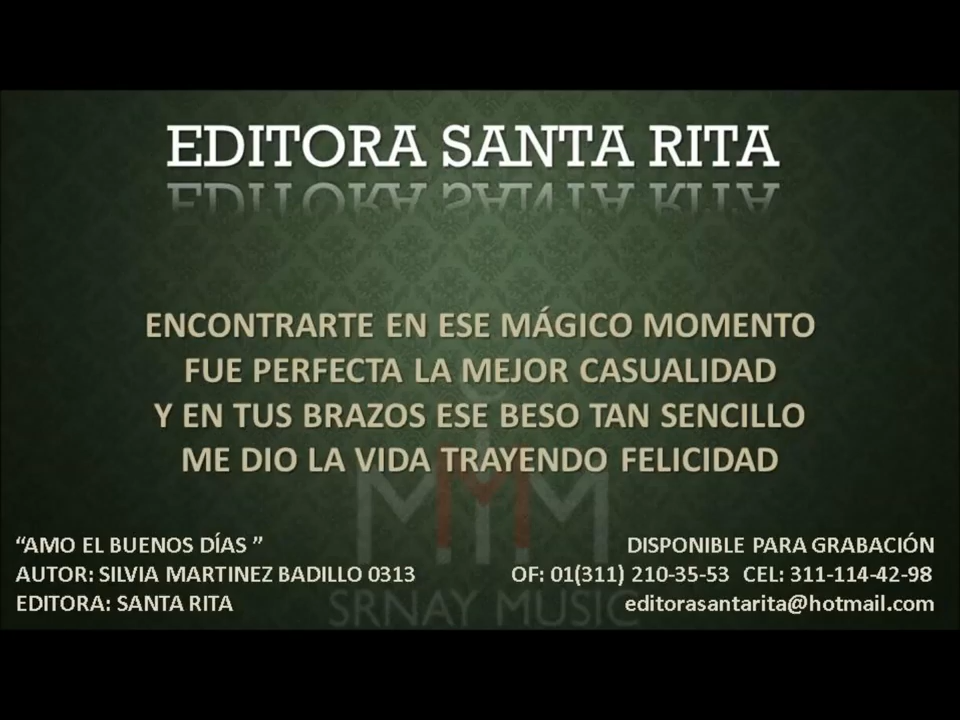 EDITORA SANTA RITA
ENCONTRARTE EN ESE MÁGICO MOMENTO
FUE PERFECTA LA MEJOR CASUALIDAD
Y EN TUS BRAZOS ESE BESO TAN SENCILLO
ME DIO LA VIDA TRAYENDO FELICIDAD
MYM
SRNAY MUSIC
“AMO EL BUENOS DÍAS ”
AUTOR: SILVIA MARTINEZ BADILLO 0313
EDITORA: SANTA RITA
DISPONIBLE PARA GRABACIÓN
OF: 01(311) 210-35-53 CEL: 311-114-42-98
editorasantarita@hotmail.com